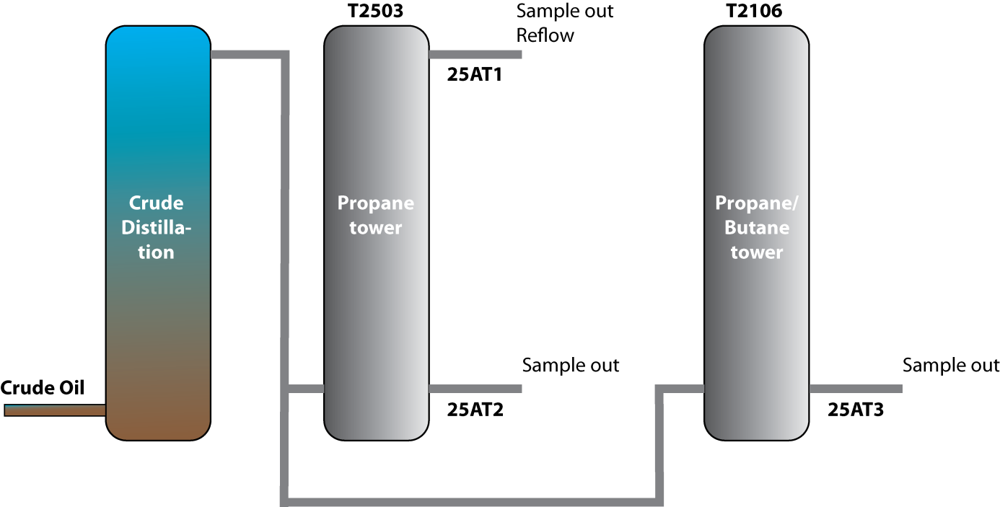 T2503
Sample out
Reflow
T2106
25AT1
Crude
Distilla-
tion
Propane
tower
Propane/
Butane
tower
Sample out
Sample out
Crude Oil
25AT2
25AT3